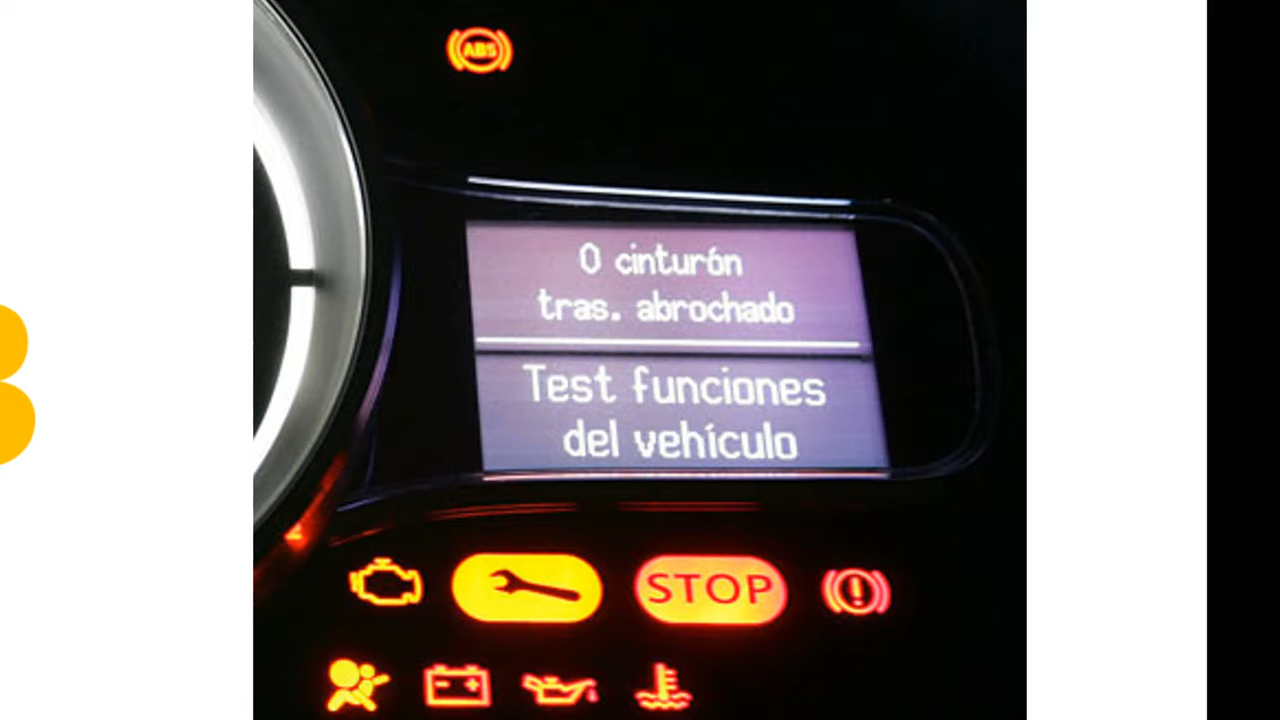 ABS
0 cinturón
tras. abrochado
Test funciones
del vehículo
STOP